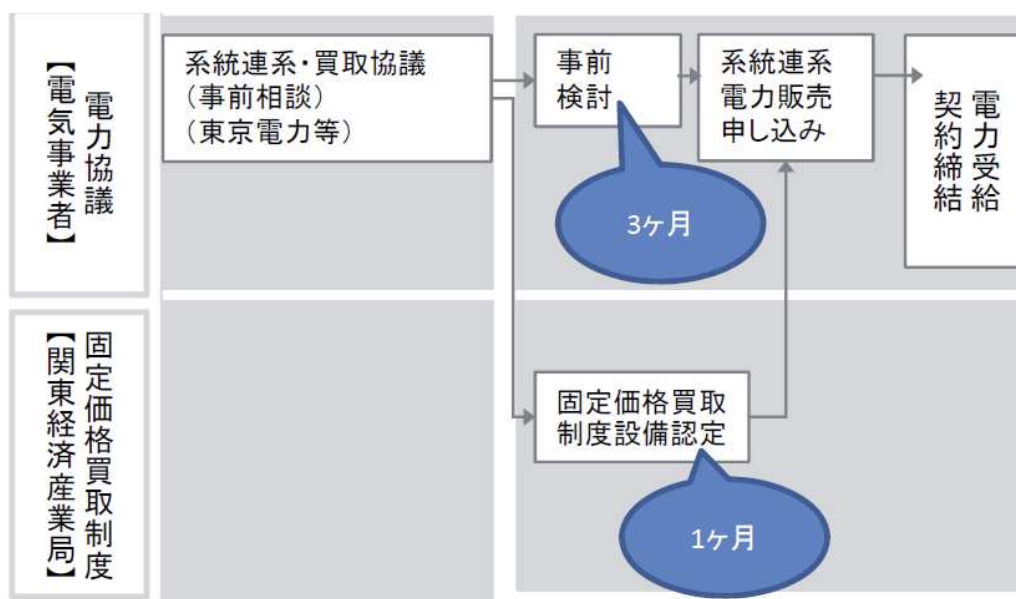 電力協議
【電気事業者】
系統連系・買取協議
（事前相談）
（東京電力等）
事前
検討
系統連系
電力販売
申し込み
電力受給
契約締結
3ヶ月
固定価格買取制度
【関東経済産業局】
固定価格買取
制度設備認定
1ヶ月